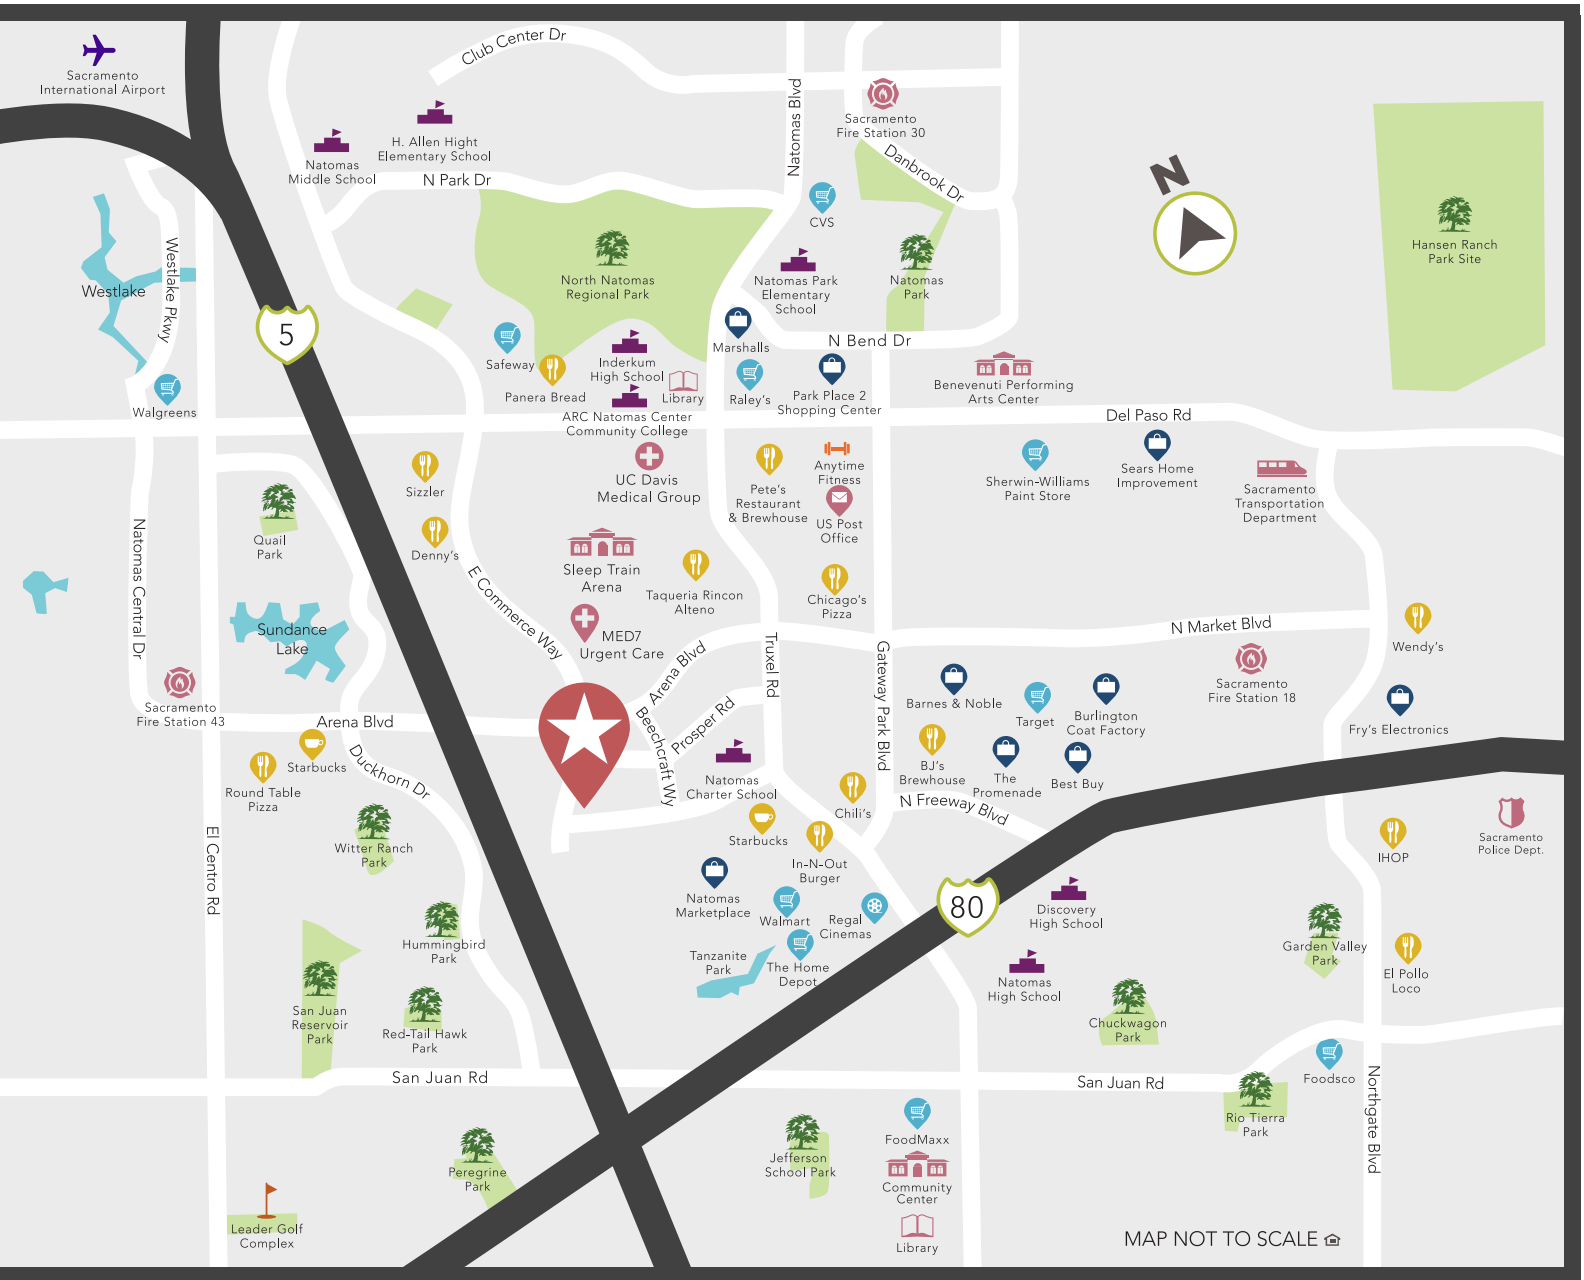 Sacramento
International Airport
Club Center Dr
Natomas Blvd
Sacramento
Fire Station 30
H. Allen Hight
Elementary School
Natomas
Middle School
N Park Dr
Danbrook Dr
N
CVS
Westlake Pkwy
Westlake
North Natomas
Regional Park
Natomas Park
Elementary
School
Natomas
Park
Hansen Ranch
Park Site
5
Safeway
Panera Bread
Inderkum
High School
Library
ARC Natomas Center
Community College
Marshalls
Raley's
N Bend Dr
Park Place 2
Shopping Center
Benevenuti Performing
Arts Center
Walgreens
Del Paso Rd
Sizzler
UC Davis
Medical Group
Pete's
Restaurant
& Brewhouse
Anytime
Fitness
US Post
Office
Sherwin-Williams
Paint Store
Sears Home
Improvement
Sacramento
Transportation
Department
Quail
Park
Natomas Central Dr
Denny's
E Commerce Way
Sleep Train
Arena
Taqueria Rincon
Alteno
Chicago's
Pizza
Sundance
Lake
MED7
Urgent Care
Arena Blvd
Truxel Rd
Gateway Park Blvd
N Market Blvd
Wendy's
Sacramento
Fire Station 43
Arena Blvd
Beechcraft Wy
Prosper Rd
Barnes & Noble
Target
Burlington
Coat Factory
Sacramento
Fire Station 18
Fry's Electronics
Starbucks
Round Table
Pizza
Duckhorn Dr
Natomas
Charter School
BJ's
Brewhouse
The
Promenade
Best Buy
Chili's
N Freeway Blvd
El Centro Rd
Witter Ranch
Park
Starbucks
In-N-Out
Burger
IHOP
Sacramento
Police Dept.
Natomas
Marketplace
Walmart
Regal
Cinemas
80
Discovery
High School
Hummingbird
Park
Tanzanite
Park
The Home
Depot
Natomas
High School
Garden Valley
Park
El Pollo
Loco
San Juan
Reservoir
Park
Red-Tail Hawk
Park
Chuckwagon
Park
San Juan Rd
San Juan Rd
Foodsco
Northgate Blvd
Rio Tierra
Park
Peregrine
Park
Jefferson
School Park
FoodMaxx
Community
Center
Library
Leader Golf
Complex
MAP NOT TO SCALE